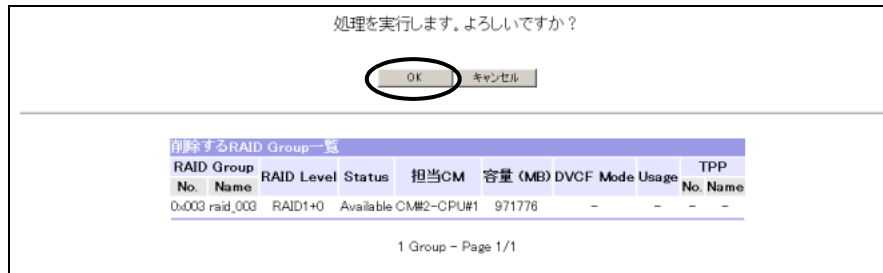 処理を実行します。よろしいですか？
OK キャンセル
削除するRAID Group一覧
RAID Group RAID Level Status 担当CM 容量 (MB) DVCF Mode Usage TPP
No. Name No. Name
0x003 raid_003 RAID1+0 Available CM#2-CPU#1 971776 - - - -
1 Group - Page 1/1